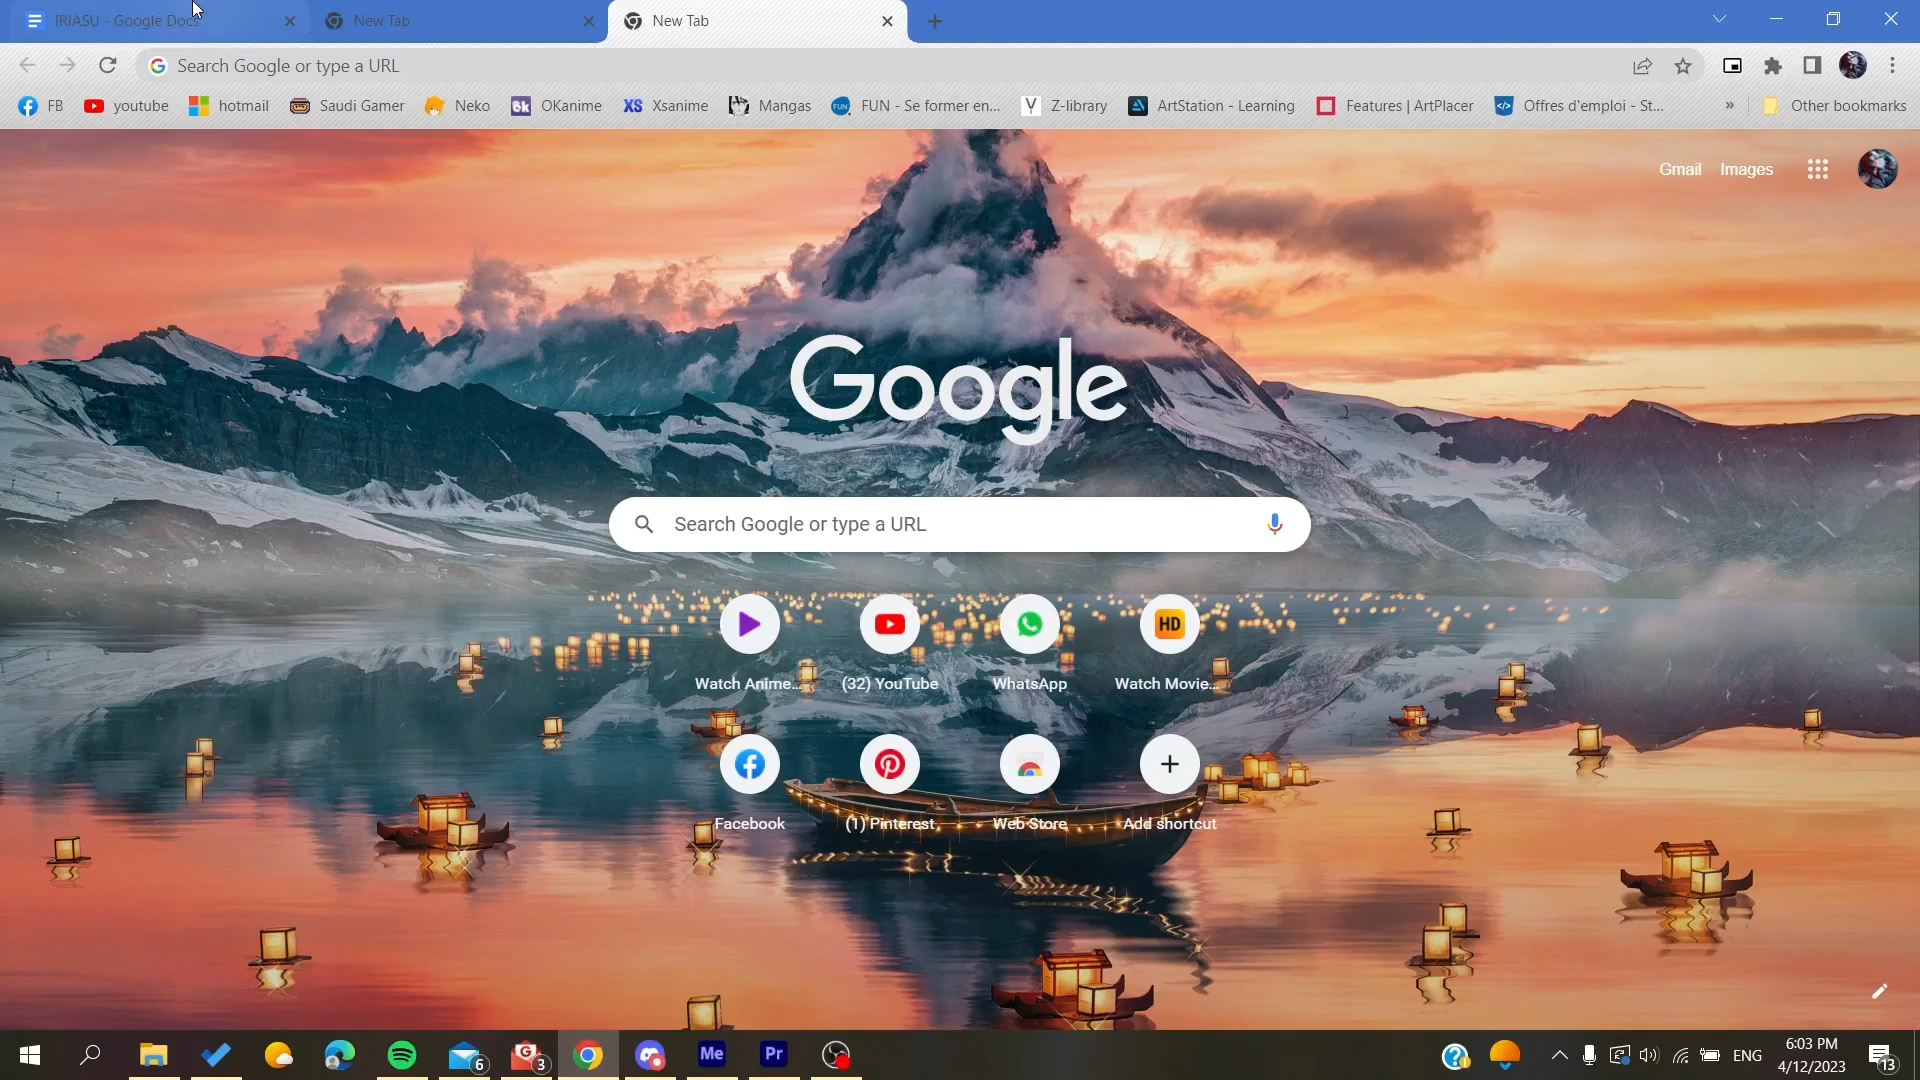 IRIASU - Google Docs
New Tab
New Tab
Search Google or type a URL
FB
youtube
hotmail
Saudi Gamer
Neko
OKanime
Xsanime
Mangas
FUN - Se former en...
Z-library
ArtStation - Learning
Features | ArtPlacer
Offres d'emploi - St...
»
Other bookmarks
Gmail
Images
Google
Search Google or type a URL
Watch Anime...
(32) YouTube
WhatsApp
HD
Watch Movie...
Facebook
(1) Pinterest
Web Store
Add shortcut
6
3
Me
Pr
ENG
6:03 PM
4/12/2023
13